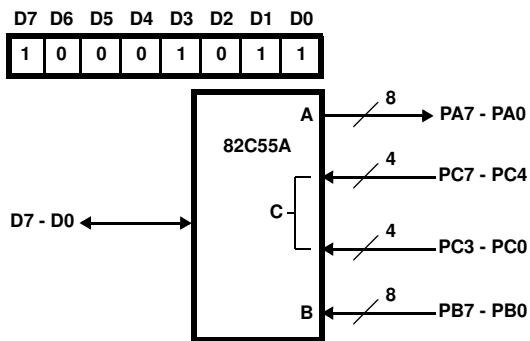 D7 D6 D5 D4 D3 D2 D1 D0
1 0 0 0 1 0 1 1
A 8 PA7 - PA0
82C55A
4 PC7 - PC4
C
D7 - D0
4 PC3 - PC0
B 8 PB7 - PB0